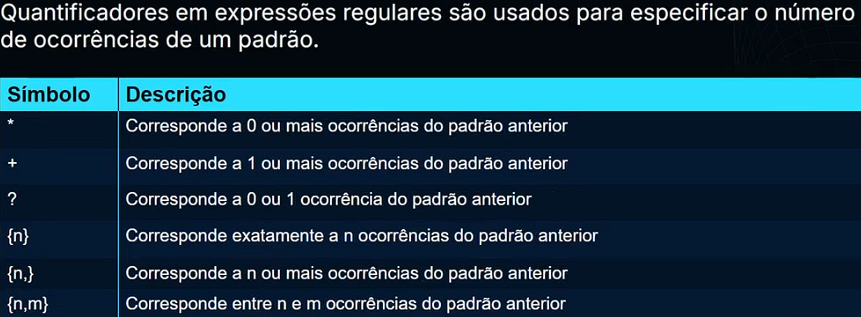 Quantificadores em expressões regulares são usados para especificar o número
de ocorrências de um padrão.
Símbolo Descrição
* Corresponde a 0 ou mais ocorrências do padrão anterior
+ Corresponde a 1 ou mais ocorrências do padrão anterior
? Corresponde a 0 ou 1 ocorrência do padrão anterior
{n} Corresponde exatamente a n ocorrências do padrão anterior
{n,} Corresponde a n ou mais ocorrências do padrão anterior
{n,m} Corresponde entre n e m ocorrências do padrão anterior